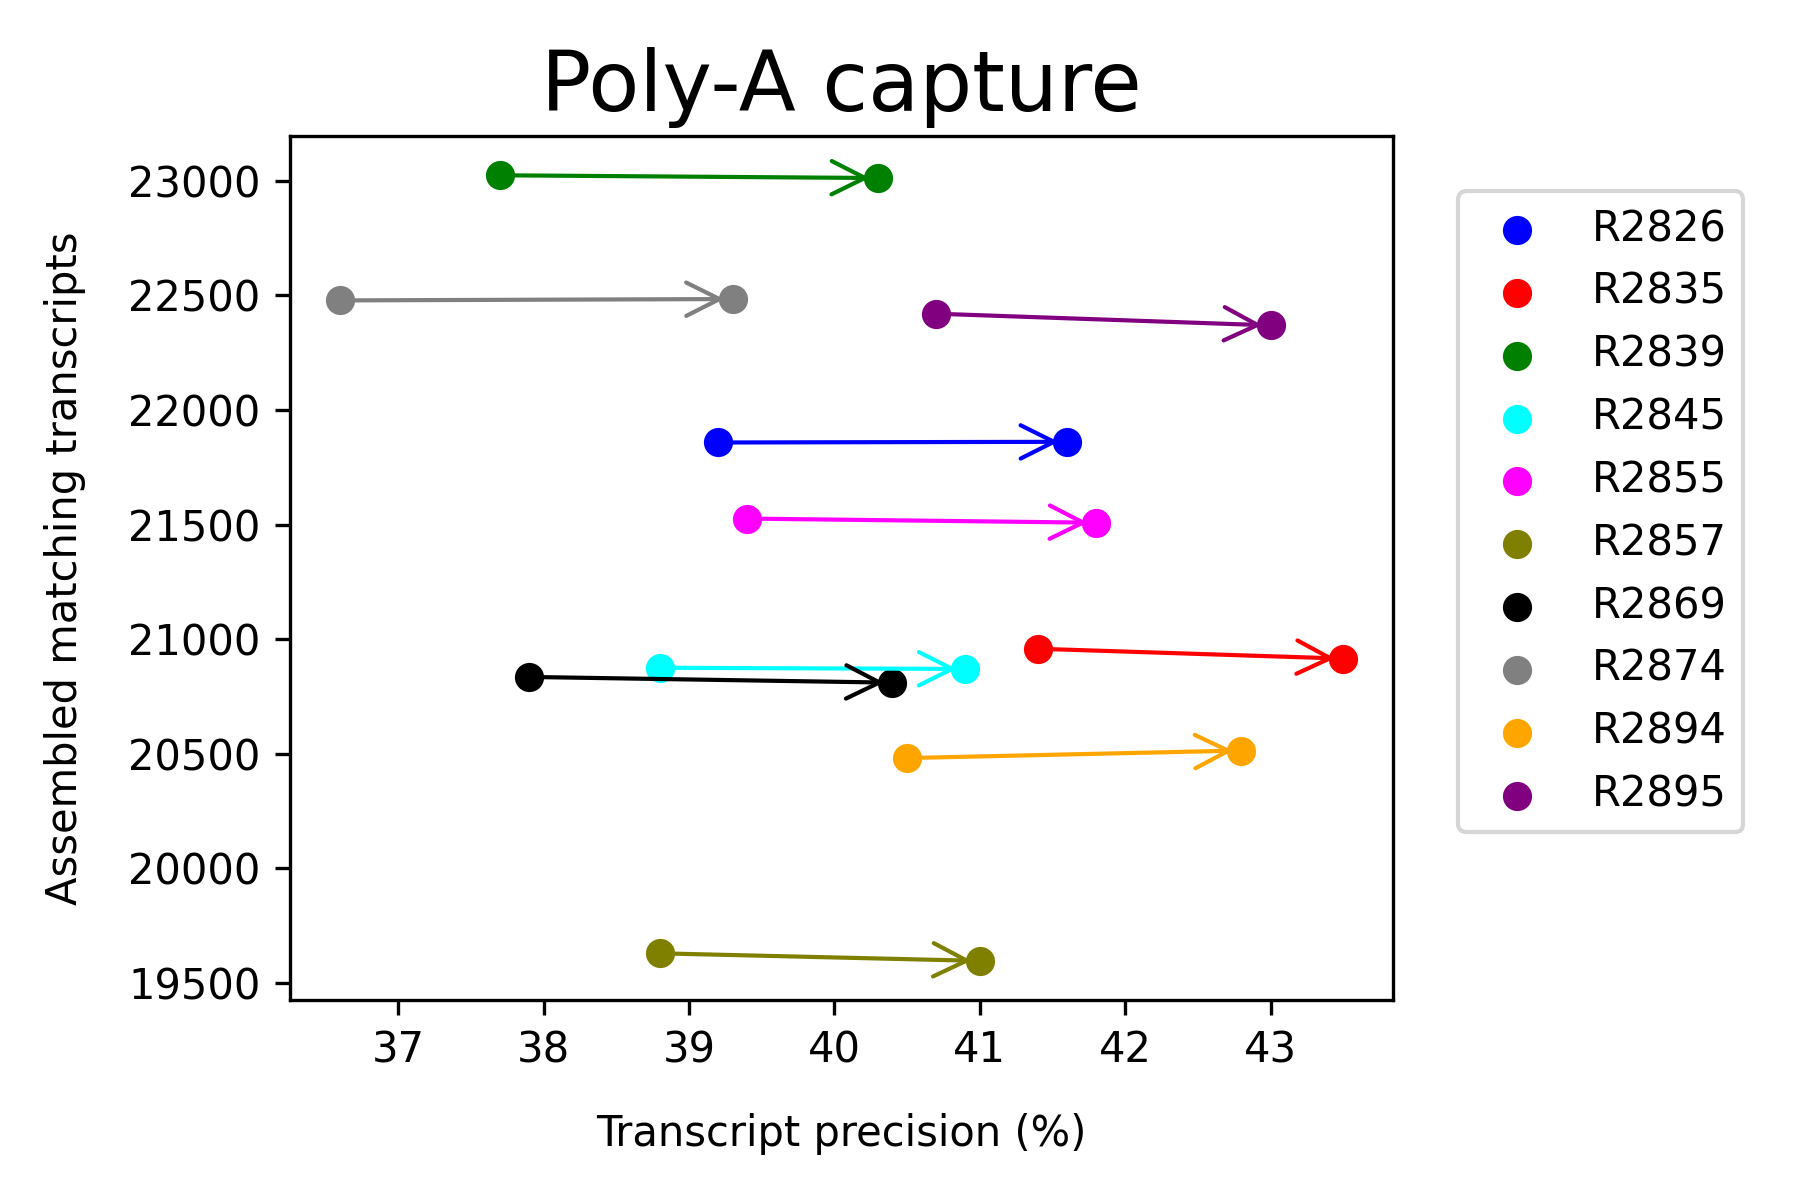 Poly-A capture
Assembled matching transcripts
23000
22500
22000
21500
21000
20500
20000
19500
37 38 39 40 41 42 43
Transcript precision (%)
R2826
R2835
R2839
R2845
R2855
R2857
R2869
R2874
R2894
R2895